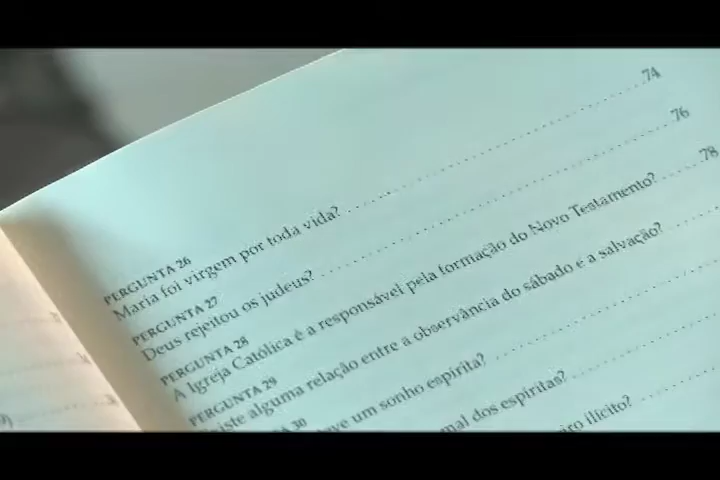 PERGUNTA 26
Maria foi virgem por toda vida? 74
PERGUNTA 27
Deus rejeitou os judeus? 76
PERGUNTA 28
A Igreja Católica é a responsável pela formação do Novo Testamento? 78
PERGUNTA 29
alguma relação entre a observância do sábado e a salvação?
30
um sonho espírita?
dos espíritas?
ilícito?